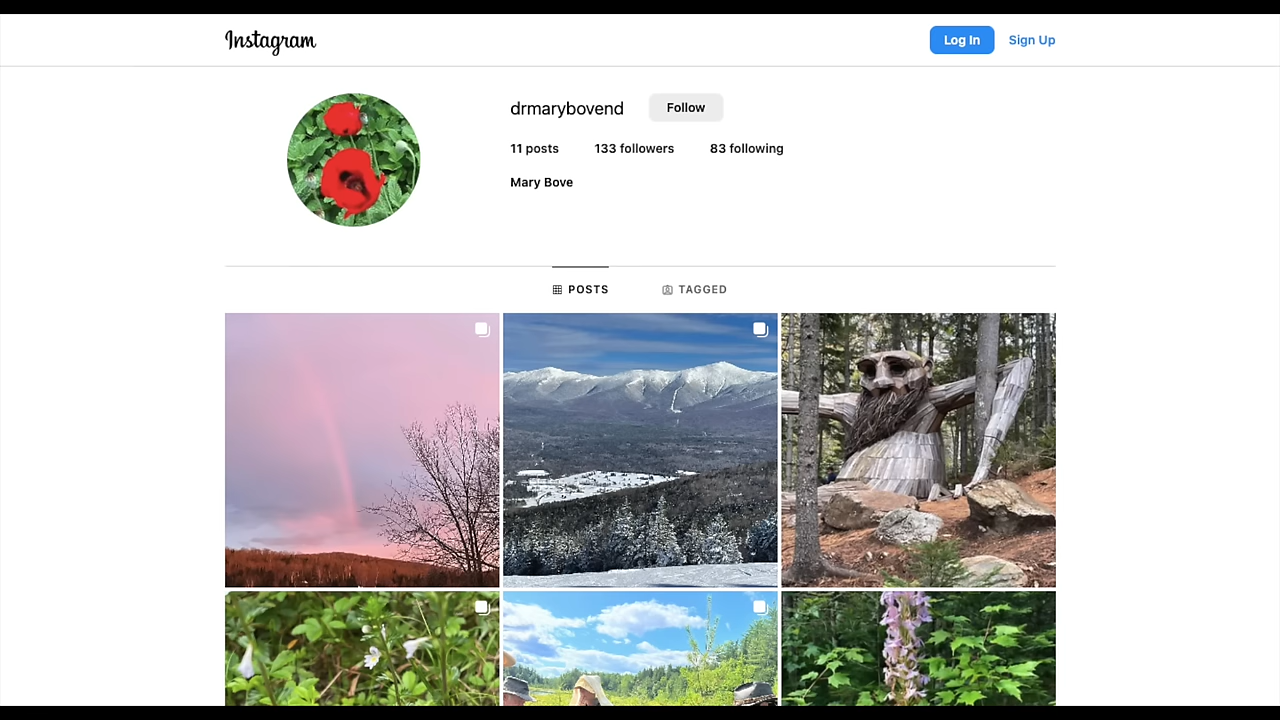 Instagram
Log In
Sign Up
drmarybovend
Follow
11 posts
133 followers
83 following
Mary Bove
POSTS
TAGGED